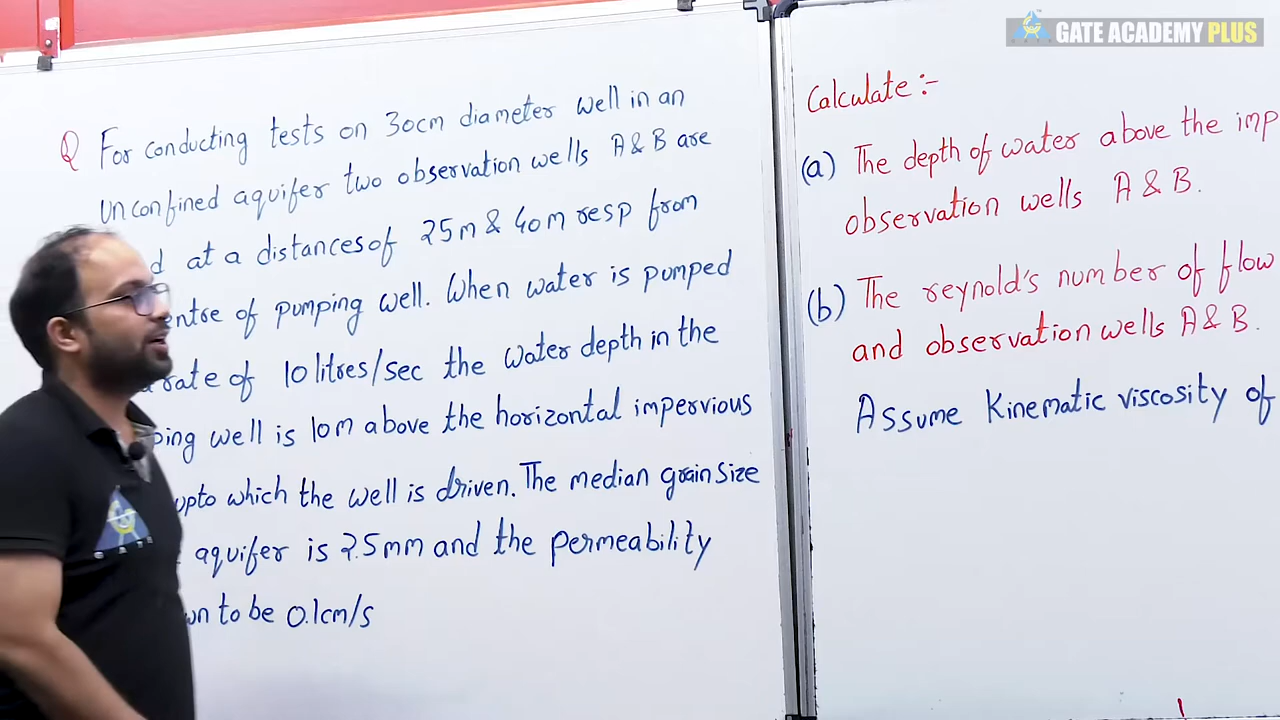 GATE ACADEMY PLUS
Q For conducting tests on 30cm diameter well in an
unconfined aquifer two observation wells A & B are
at a distances of 25m & 40m resp from
of pumping well. When water is pumped
rate of 10 litres/sec the water depth in the
well is 10m above the horizontal impervious
upto which the well is driven. The median grain size
aquifer is 2.5mm and the permeability
to be 0.1cm/s
Calculate :-
(a) The depth of water above the
observation wells A & B.
(b) The reynold's number of flow
and observation wells A & B.
Assume Kinematic viscosity of